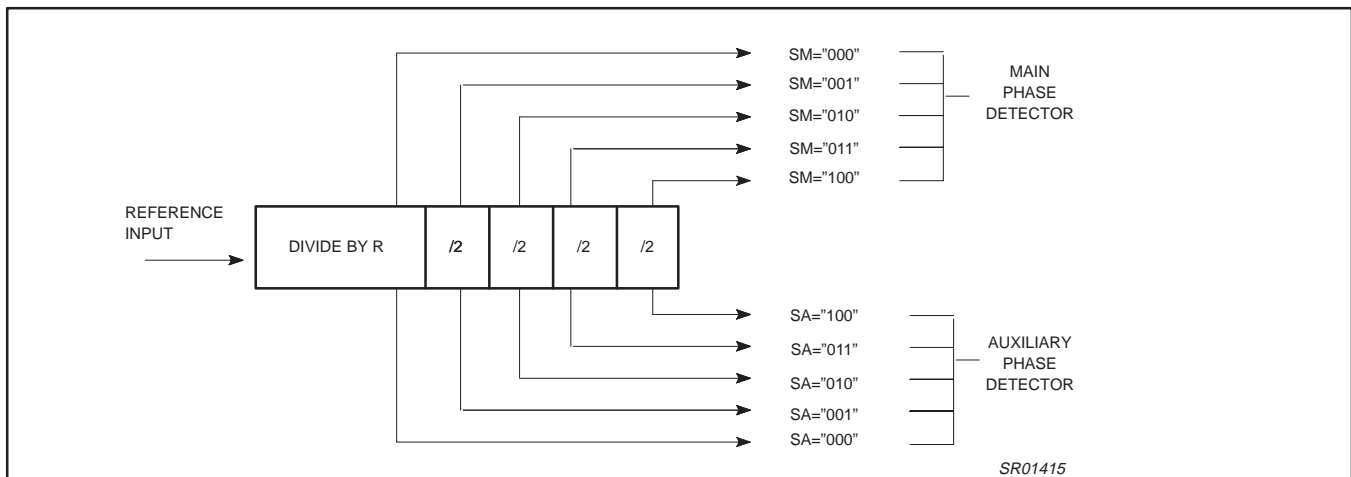 SM="000"
SM="001"
SM="010"
SM="011"
SM="100"
MAIN
PHASE
DETECTOR
REFERENCE
INPUT
DIVIDE BY R
/2
/2
/2
/2
SA="100"
SA="011"
SA="010"
SA="001"
SA="000"
AUXILIARY
PHASE
DETECTOR
SR01415